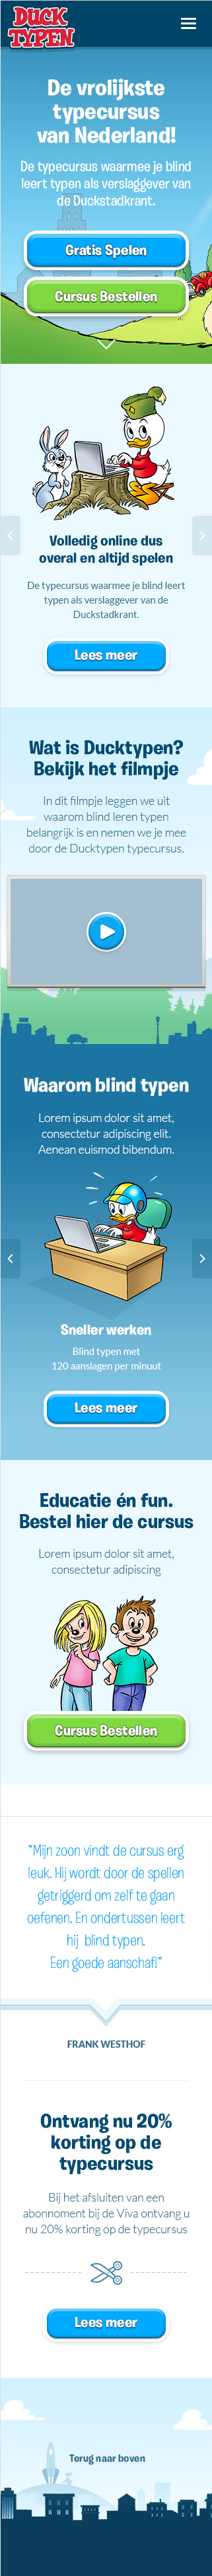 DUCK
TYPEN
De vrolijkste
typecursus
van Nederland!
De typecursus waarmee je blind
leert typen als verslaggever van
de Duckstadkrant.
Gratis Spelen
Cursus Bestellen
Volledig online dus
overal en altijd spelen
De typecursus waarmee je blind leert
typen als verslaggever van de
Duckstadkrant.
Lees meer
Wat is Ducktypen?
Bekijk het filmpje
In dit filmpje leggen we uit
waarom blind leren typen
belangrijk is en nemen we je mee
door de Ducktypen typecursus.
Waarom blind typen
Lorem ipsum dolor sit amet,
consectetur adipiscing elit.
Aenean euismod bibendum.
Sneller werken
Blind typen met
120 aanslagen per minuut
Lees meer
Educatie én fun.
Bestel hier de cursus
Lorem ipsum dolor sit amet,
consectetur adipiscing
Cursus Bestellen
"Mijn zoon vindt de cursus erg
leuk. Hij wordt door de spellen
getriggerd om zelf te gaan
oefenen. En ondertussen leert
hij blind typen.
Een goede aanschaf!"
FRANK WESTHOF
Ontvang nu 20%
korting op de
typecursus
Bij het afsluiten van een
abonnoment bij de Viva ontvang u
nu 20% korting op de typecursus
Lees meer
Terug naar boven